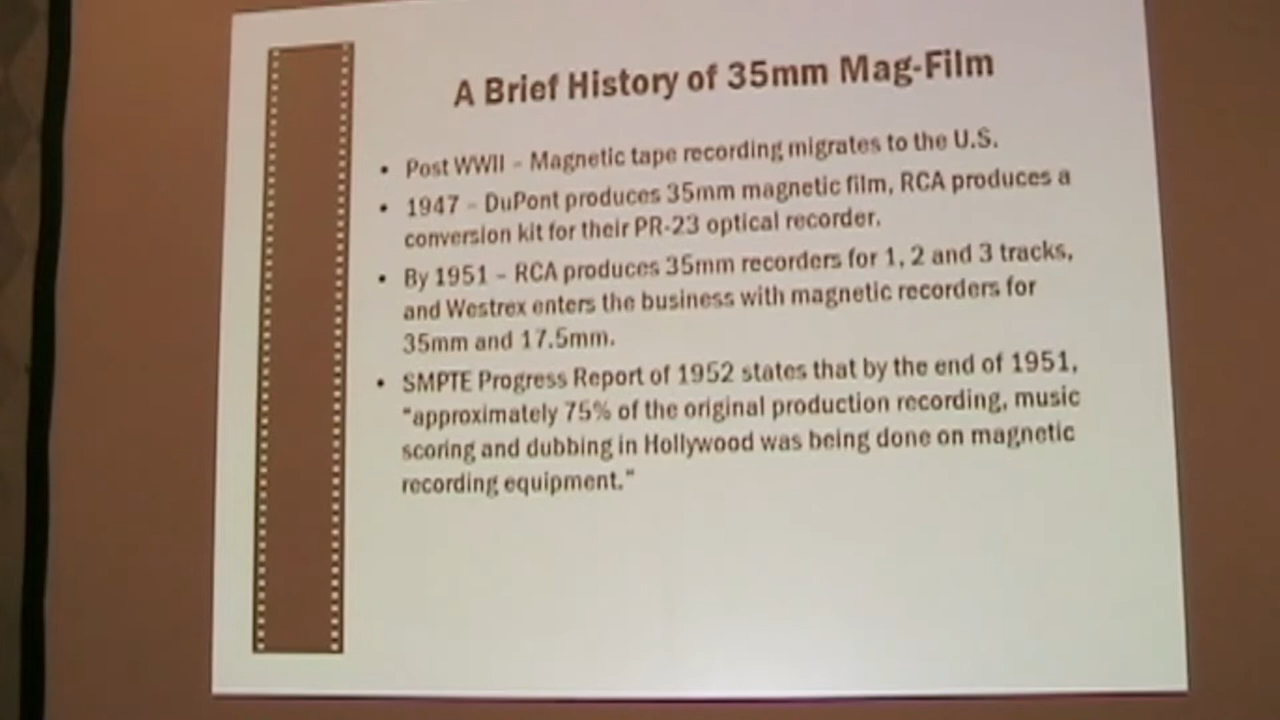 A Brief History of 35mm Mag-Film
• Post WWII – Magnetic tape recording migrates to the U.S.
• 1947 – DuPont produces 35mm magnetic film, RCA produces a
conversion kit for their PR-23 optical recorder.
• By 1951 – RCA produces 35mm recorders for 1, 2 and 3 tracks,
and Westrex enters the business with magnetic recorders for
35mm and 17.5mm.
• SMPTE Progress Report of 1952 states that by the end of 1951,
"approximately 75% of the original production recording, music
scoring and dubbing in Hollywood was being done on magnetic
recording equipment."